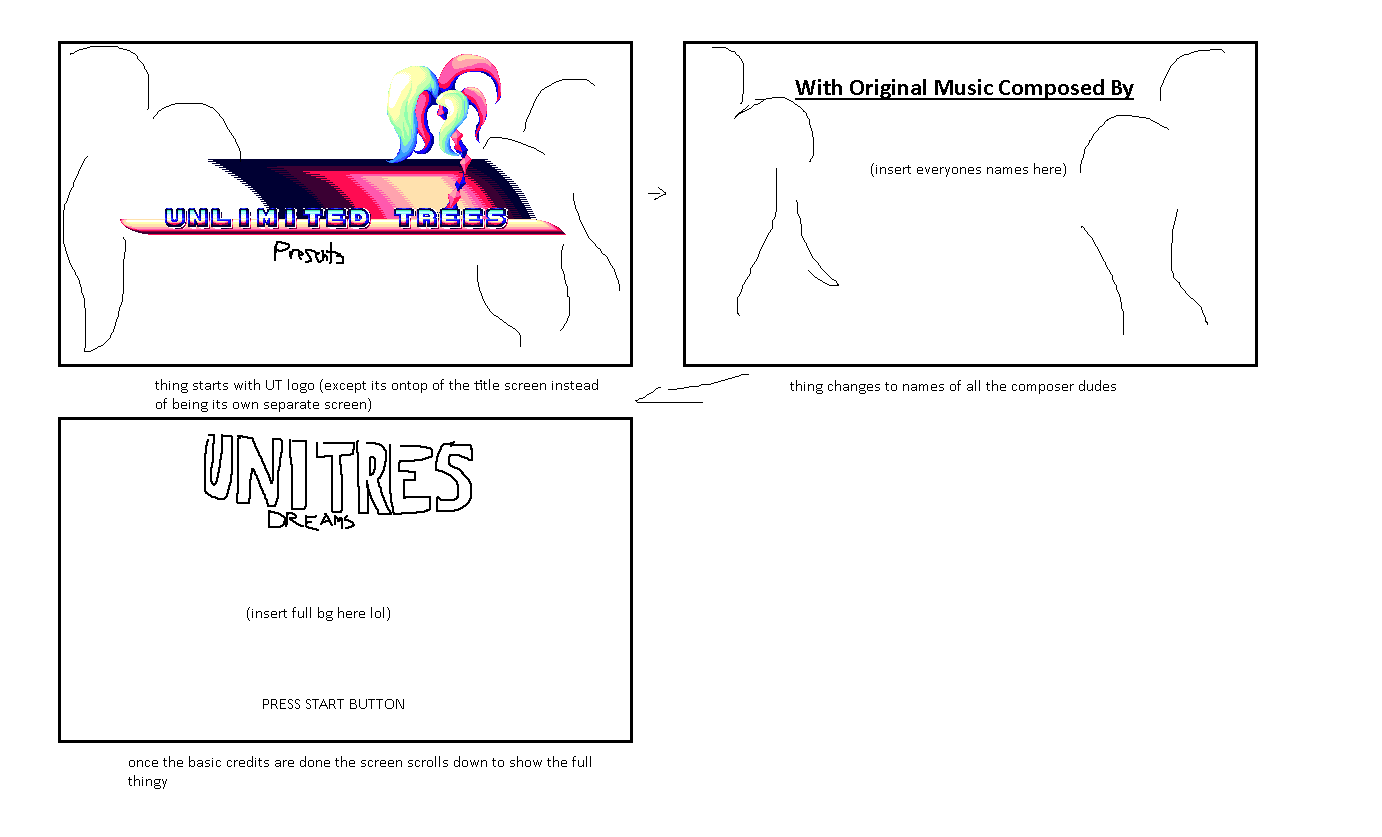 UNLIMITED TREES
Presents
With Original Music Composed By
(insert everyones names here)
thing starts with UT logo (except its ontop of the title screen instead
of being its own separate screen)
thing changes to names of all the composer dudes
UNITRES
DREAMS
(insert full bg here lol)
PRESS START BUTTON
once the basic credits are done the screen scrolls down to show the full
thingy